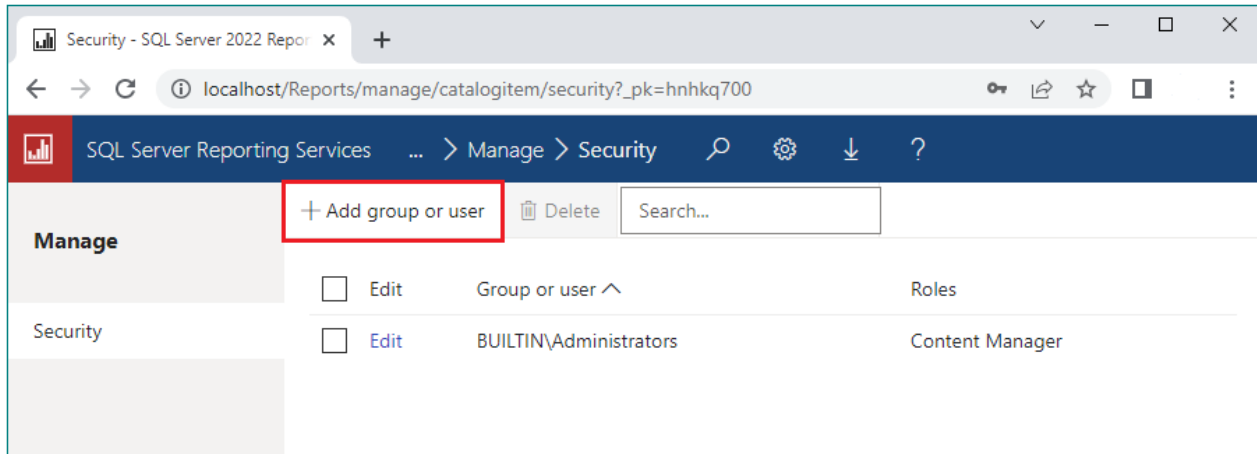 Security - SQL Server 2022 Repor
localhost/Reports/manage/catalogitem/security?_pk=hnhkq700
SQL Server Reporting Services ... > Manage > Security ?
+ Add group or user Delete Search...
Manage
Edit Group or user Roles
Security
Edit BUILTIN\Administrators Content Manager